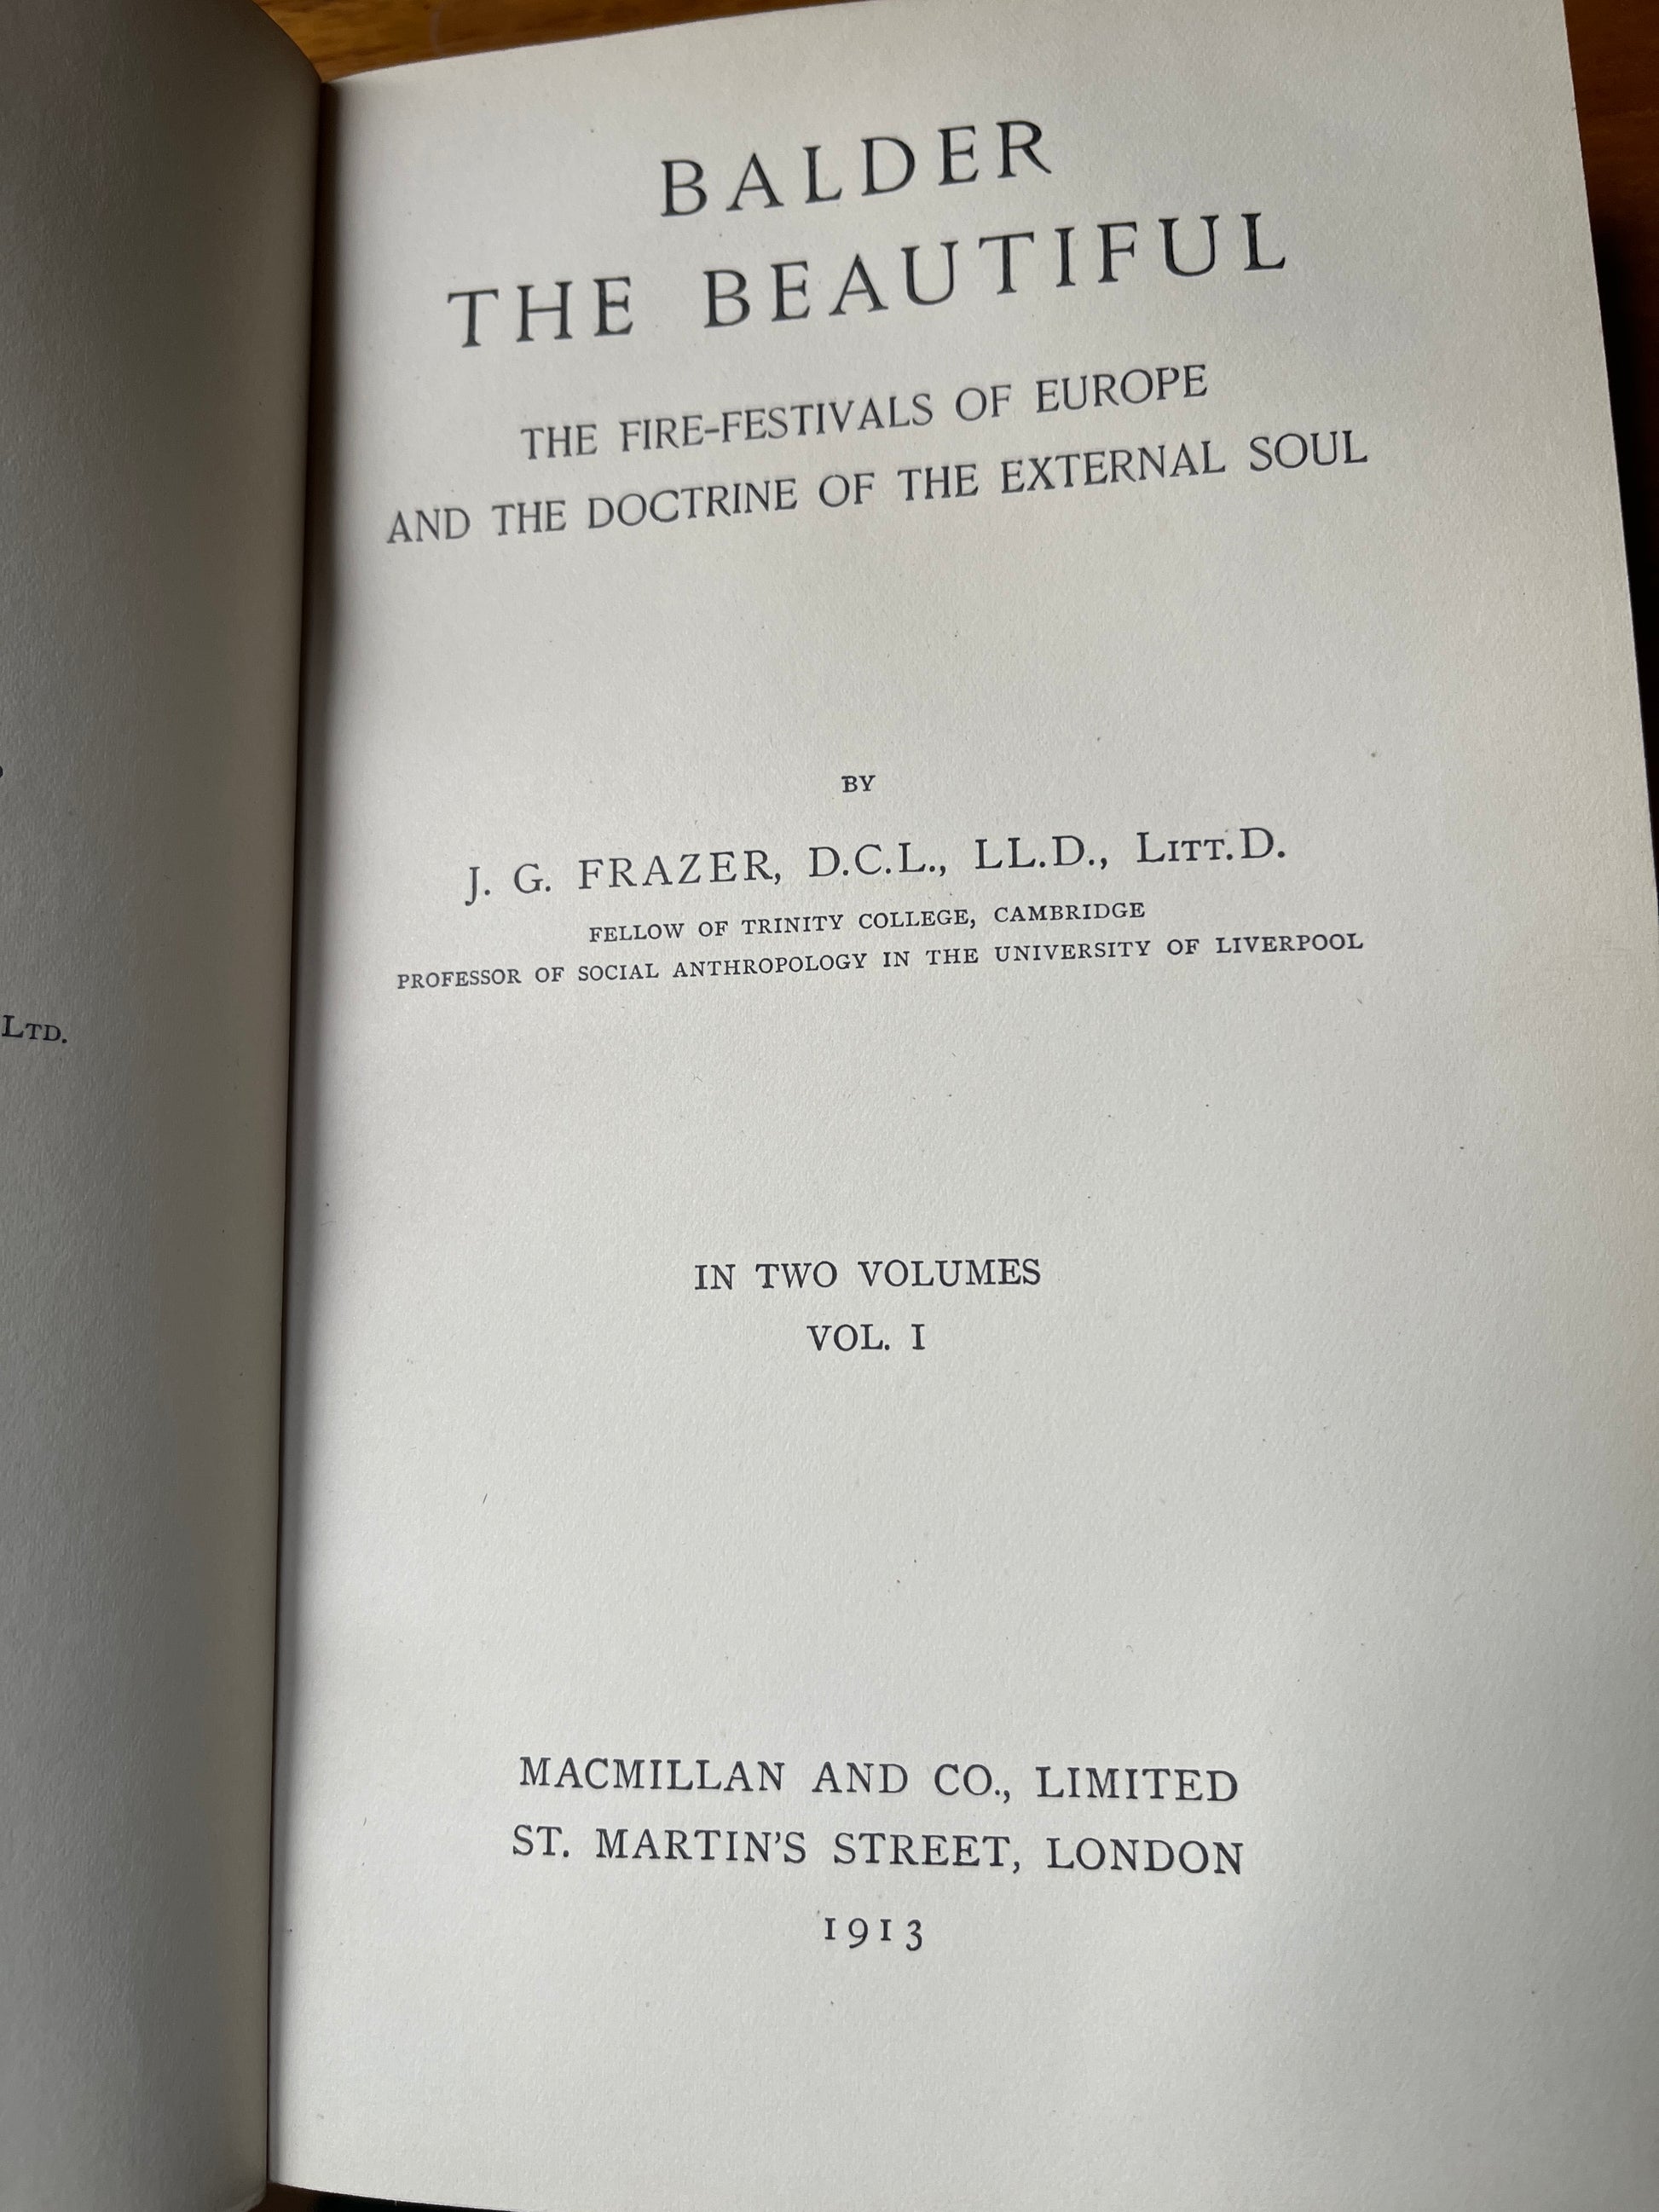 LTD.
BALDER
THE BEAUTIFUL
THE FIRE-FESTIVALS OF EUROPE
AND THE DOCTRINE OF THE EXTERNAL SOUL
BY
J. G. FRAZER, D.C.L., LL.D., LITT.D.
FELLOW OF TRINITY COLLEGE, CAMBRIDGE
PROFESSOR OF SOCIAL ANTHROPOLOGY IN THE UNIVERSITY OF LIVERPOOL
IN TWO VOLUMES
VOL. I
MACMILLAN AND CO., LIMITED
ST. MARTIN'S STREET, LONDON
1913